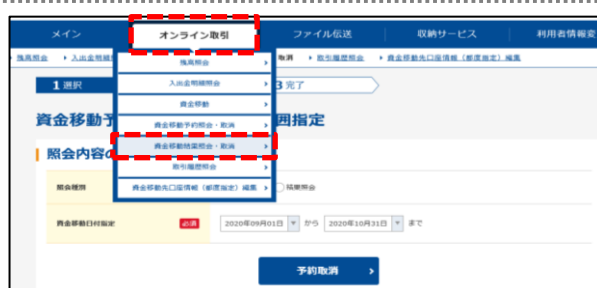 メイン オンライン取引 ファイル伝送 収納サービス 利用者情報変
残高照会 入出金明細 取消 取引履歴照会 資金移動先口座情報（都度指定）編集
残高照会
入出金明細照会
資金移動
資金移動予約照会・取消
資金移動結果照会・取消
取引履歴照会
資金移動先口座情報（都度指定）編集
1 選択 3 完了
資金移動予 囲指定
照会内容の
照会種別 結果照会
資金移動日付指定 必須 2020年09月01日 から 2020年10月31日 まで
予約取消